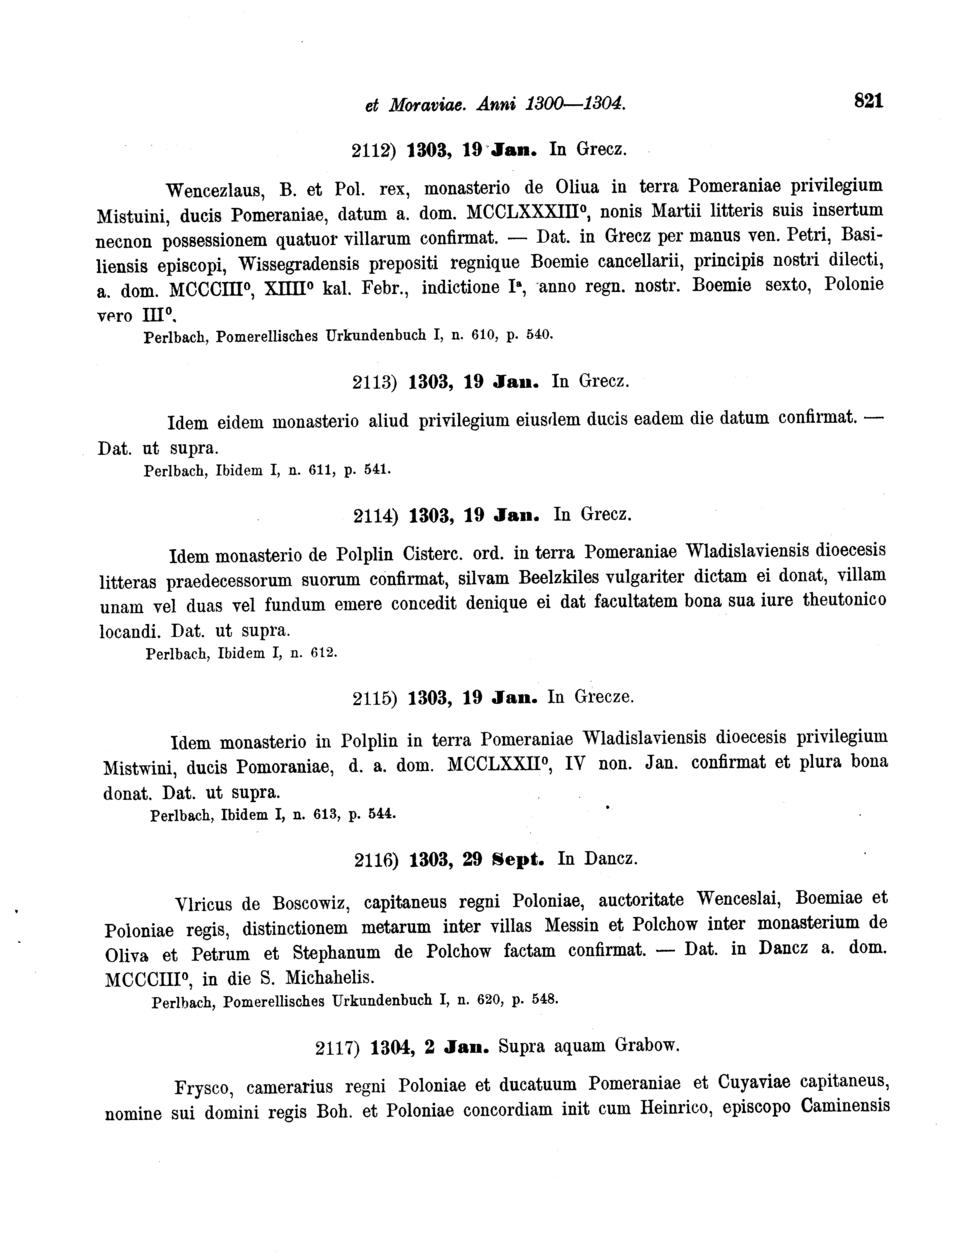 et Moraviae. Anni 1300—1304. 821
2112) 1303, 19 Jan. In Grecz.
Wencezlaus, B. et Pol. rex, monasterio de Oliua in terra Pomeraniae privilegium
Mistuini, ducis Pomeraniae, datum a. dom. MCCLXXXIIIº, nonis Martii litteris suis insertum
necnon possessionem quatuor villarum confirmat. — Dat. in Grecz per manus ven. Petri, Basi-
liensis episcopi, Wissegradensis prepositi regnique Boemie cancellarii, principis nostri dilecti,
a. dom. MCCCIIIº, XIIIIº kal. Febr., indictione Iª, anno regn. nostr. Boemie sexto, Polonie
vero IIIº.
Perlbach, Pomerellisches Urkundenbuch I, n. 610, p. 540.
2113) 1303, 19 Jan. In Grecz.
Idem eidem monasterio aliud privilegium eiusdem ducis eadem die datum confirmat. —
Dat. ut supra.
Perlbach, Ibidem I, n. 611, p. 541.
2114) 1303, 19 Jan. In Grecz.
Idem monasterio de Polplin Cisterc. ord. in terra Pomeraniae Wladislaviensis dioecesis
litteras praedecessorum suorum confirmat, silvam Beelzkiles vulgariter dictam ei donat, villam
unam vel duas vel fundum emere concedit denique ei dat facultatem bona sua iure theutonico
locandi. Dat. ut supra.
Perlbach, Ibidem I, n. 612.
2115) 1303, 19 Jan. In Grecze.
Idem monasterio in Polplin in terra Pomeraniae Wladislaviensis dioecesis privilegium
Mistwini, ducis Pomoraniae, d. a. dom. MCCLXXIIº, IV non. Jan. confirmat et plura bona
donat. Dat. ut supra.
Perlbach, Ibidem I, n. 613, p. 544.
2116) 1303, 29 Sept. In Dancz.
Vlricus de Boscowiz, capitaneus regni Poloniae, auctoritate Wenceslai, Boemiae et
Poloniae regis, distinctionem metarum inter villas Messin et Polchow inter monasterium de
Oliva et Petrum et Stephanum de Polchow factam confirmat. — Dat. in Dancz a. dom.
MCCCIIIº, in die S. Michahelis.
Perlbach, Pomerellisches Urkundenbuch I, n. 620, p. 548.
2117) 1304, 2 Jan. Supra aquam Grabow.
Frysco, camerarius regni Poloniae et ducatuum Pomeraniae et Cuyaviae capitaneus,
nomine sui domini regis Boh. et Poloniae concordiam init cum Heinrico, episcopo Caminensis